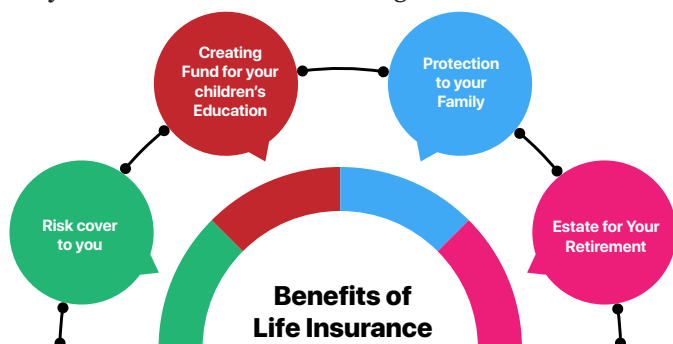 Creating
Fund for your
children's
Education
Protection
to your
Family
Risk cover
to you
Estate for Your
Retirement
Benefits of
Life Insurance